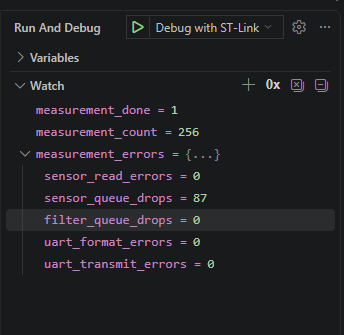 Run And Debug
Debug with ST-Link
Variables
Watch
0x
measurement_done = 1
measurement_count = 256
measurement_errors = {...}
sensor_read_errors = 0
sensor_queue_drops = 87
filter_queue_drops = 0
uart_format_errors = 0
uart_transmit_errors = 0